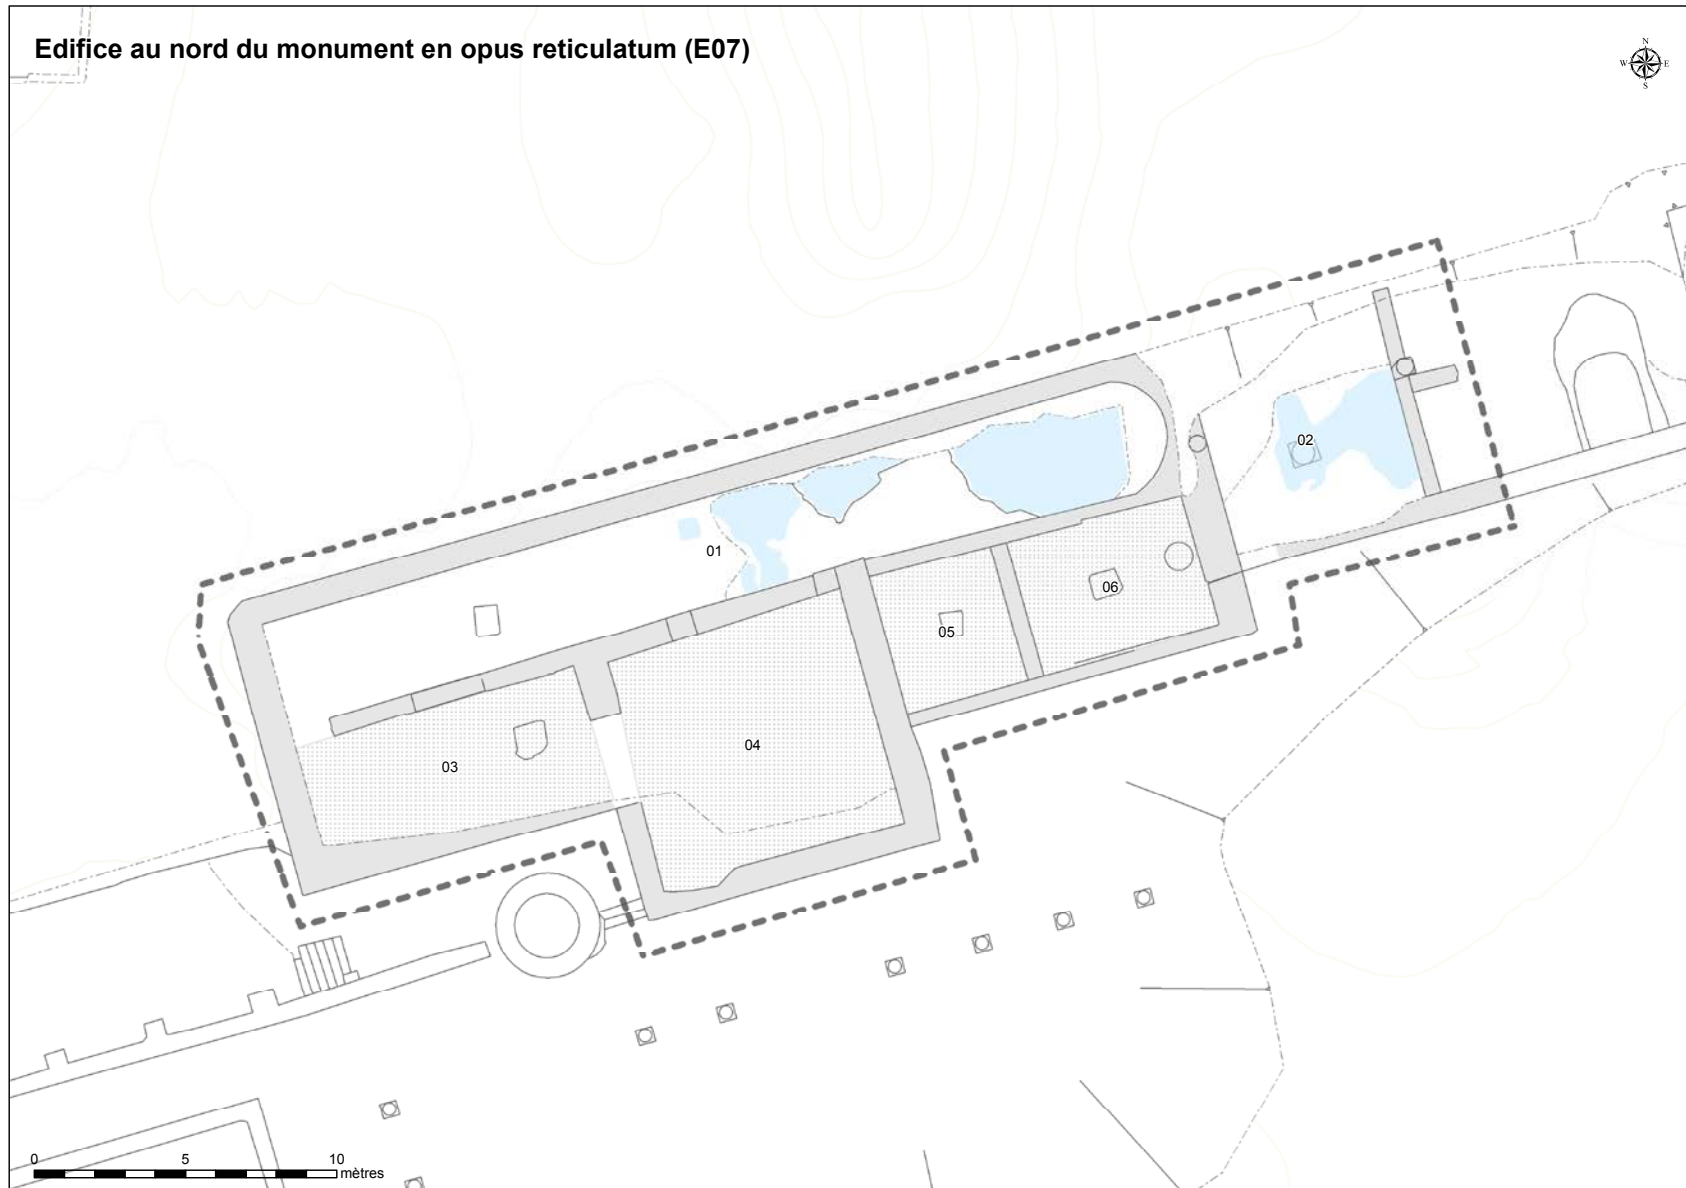 Edifice au nord du monument en opus reticulatum (E07)
N
W E
S
02
01
06
05
04
03
0 5 10
mètres